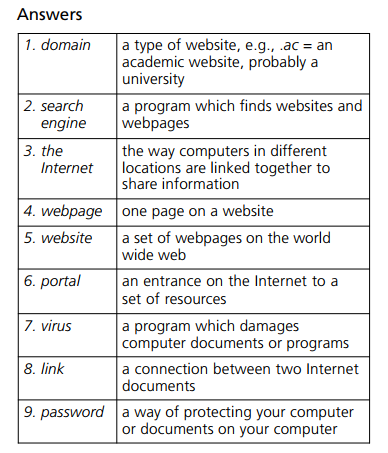 Answers
1. domain a type of website, e.g., .ac = an
academic website, probably a
university
2. search a program which finds websites and
engine webpages
3. the the way computers in different
Internet locations are linked together to
share information
4. webpage one page on a website
5. website a set of webpages on the world
wide web
6. portal an entrance on the Internet to a
set of resources
7. virus a program which damages
computer documents or programs
8. link a connection between two Internet
documents
9. password a way of protecting your computer
or documents on your computer